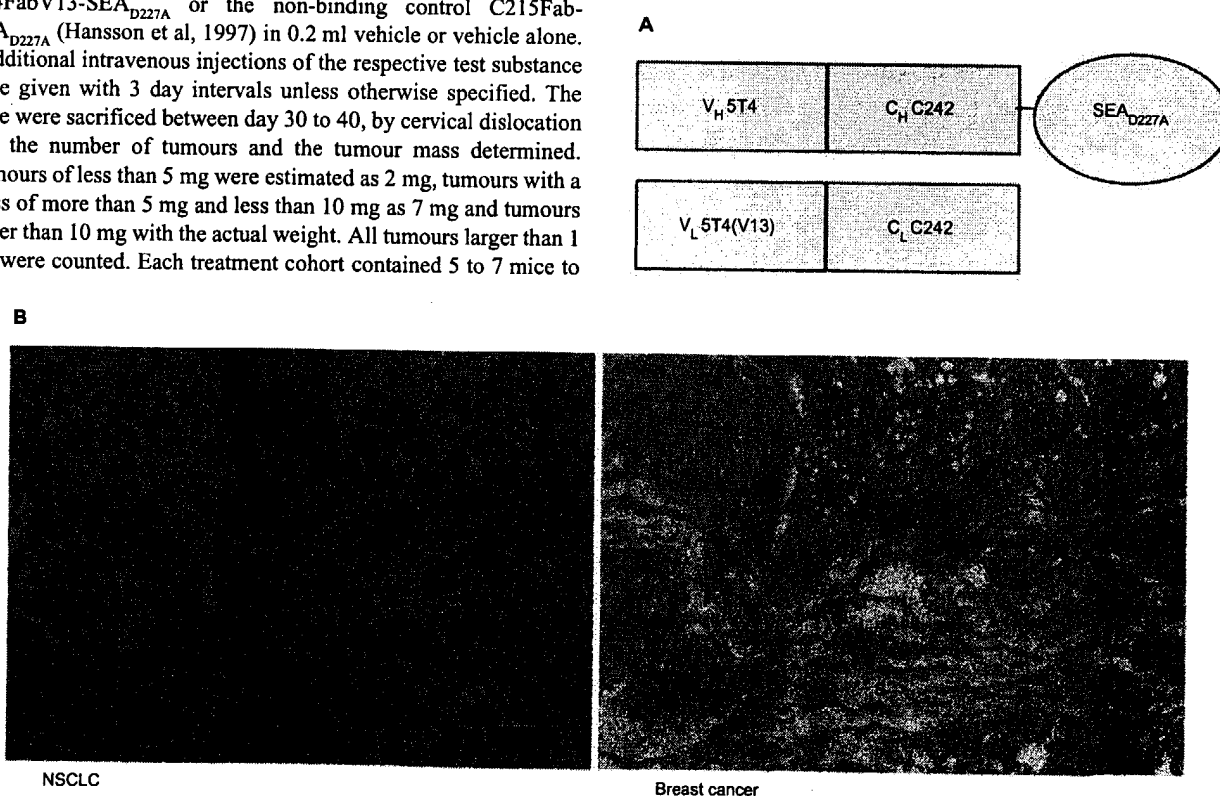 FabV13-SEA_D227A or the non-binding control C215Fab-
A_D227A (Hansson et al, 1997) in 0.2 ml vehicle or vehicle alone.
dditional intravenous injections of the respective test substance
e given with 3 day intervals unless otherwise specified. The
e were sacrificed between day 30 to 40, by cervical dislocation
the number of tumours and the tumour mass determined.
nours of less than 5 mg were estimated as 2 mg, tumours with a
s of more than 5 mg and less than 10 mg as 7 mg and tumours
er than 10 mg with the actual weight. All tumours larger than 1
were counted. Each treatment cohort contained 5 to 7 mice to
A
V_H 5T4
C_H C242
SEA_D227A
V_L 5T4(V13)
C_L C242
B
NSCLC
Breast cancer